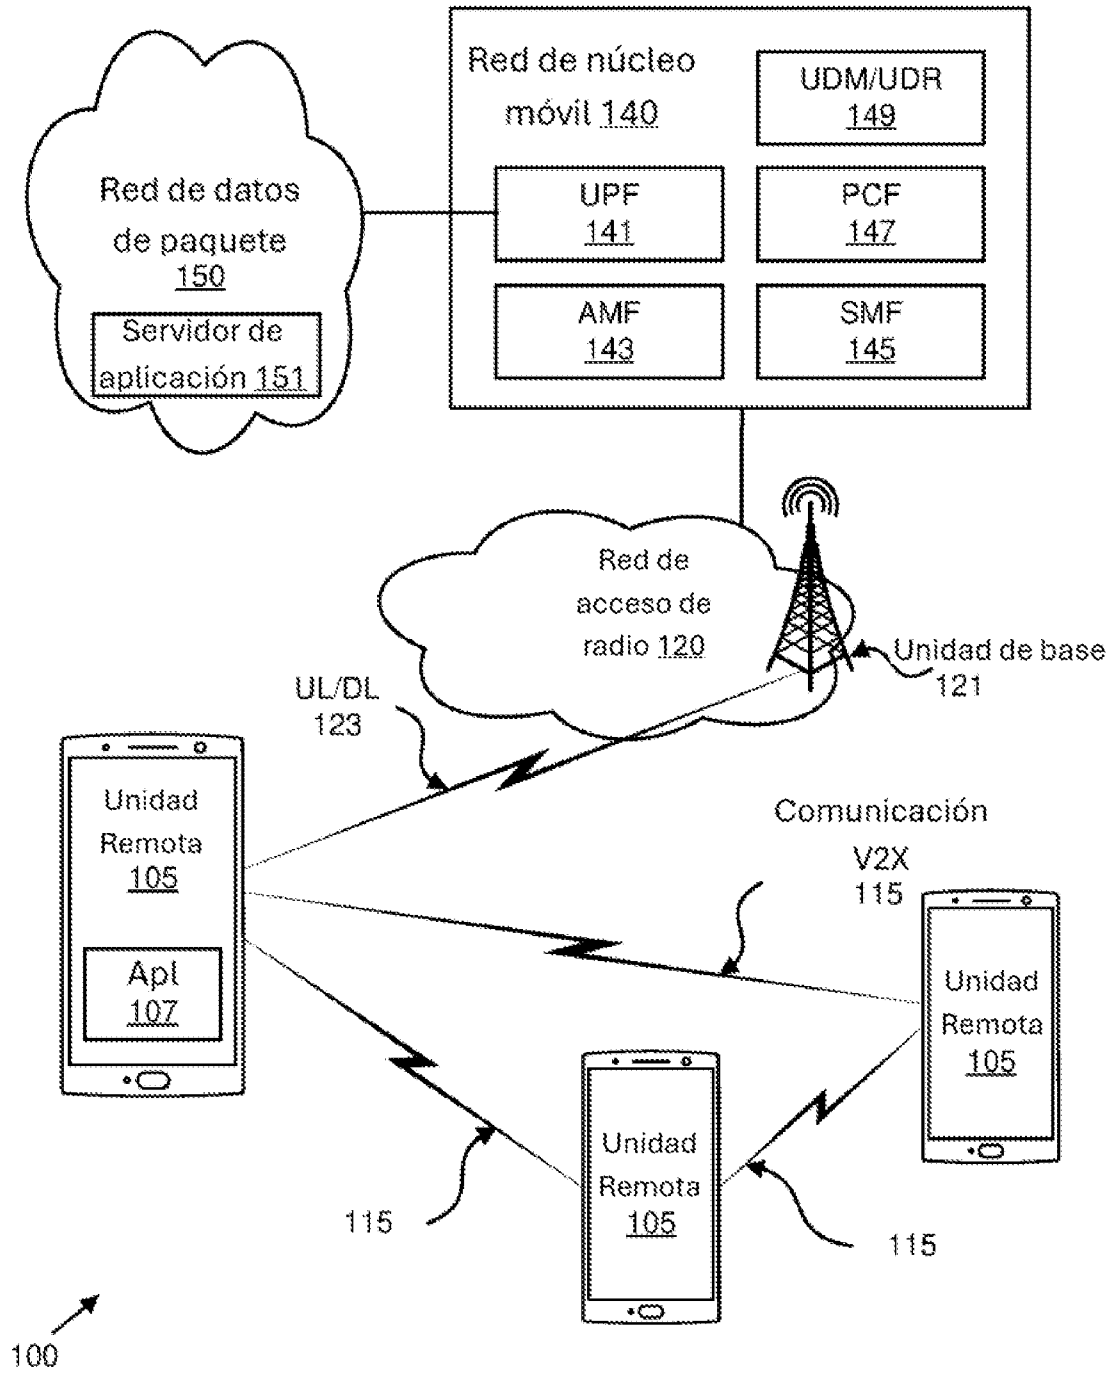 Red de núcleo
móvil 140
UDM/UDR
149
UPF
141
PCF
147
AMF
143
SMF
145
Red de datos
de paquete
150
Servidor de
aplicación 151
Red de
acceso de
radio 120
Unidad de base
121
UL/DL
123
Unidad
Remota
105
Apl
107
Comunicación
V2X
115
Unidad
Remota
105
Unidad
Remota
105
115
115
100